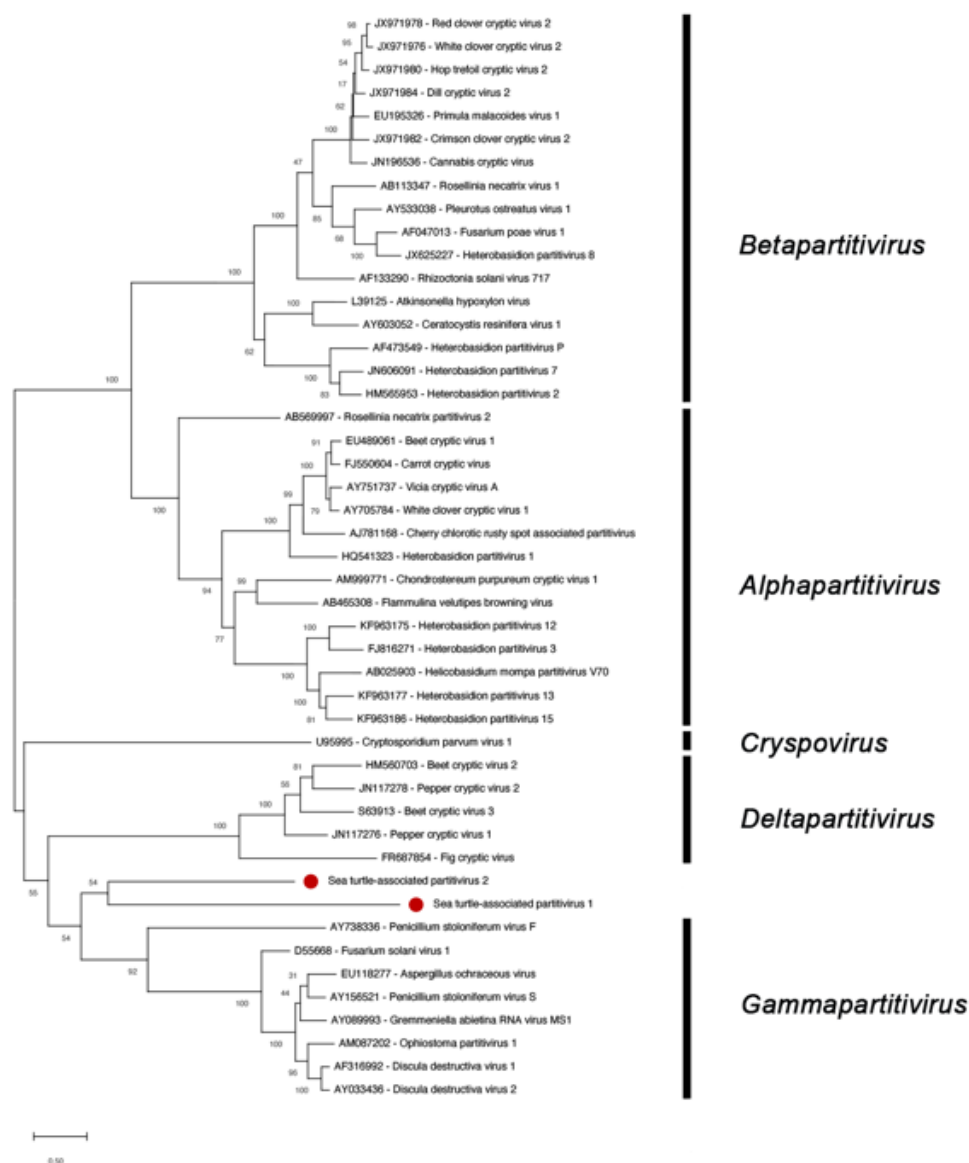 JX971978 - Red clover cryptic virus 2
98
JX971976 - White clover cryptic virus 2
95
JX971980 - Hop trefoil cryptic virus 2
54
JX971984 - Dill cryptic virus 2
17
EU195326 - Primula malacoides virus 1
62
JX971982 - Crimson clover cryptic virus 2
100
JN196536 - Cannabis cryptic virus
47
AB113347 - Rosellinia necatrix virus 1
AY533038 - Pleurotus ostreatus virus 1
85
AF047013 - Fusarium poae virus 1
68
Betapartitivirus
JX625227 - Heterobasidion partitivirus 8
100
100
AF133290 - Rhizoctonia solani virus 717
100
L39125 - Atkinsonella hypoxylon virus
100
AY603052 - Ceratocystis resinifera virus 1
AF473549 - Heterobasidion partitivirus P
62
JN606091 - Heterobasidion partitivirus 7
100
HM565953 - Heterobasidion partitivirus 2
83
100
AB569997 - Rosellinia necatrix partitivirus 2
EU489061 - Beet cryptic virus 1
91
FJ550604 - Carrot cryptic virus
100
AY751737 - Vicia cryptic virus A
99
AY705784 - White clover cryptic virus 1
79
100
AJ781168 - Cherry chlorotic rusty spot associated partitivirus
100
HQ541323 - Heterobasidion partitivirus 1
AM999771 - Chondrostereum purpureum cryptic virus 1
99
Alphapartitivirus
94
AB465308 - Flammulina velutipes browning virus
KF963175 - Heterobasidion partitivirus 12
100
77
FJ816271 - Heterobasidion partitivirus 3
AB025903 - Helicobasidium mompa partitivirus V70
100
KF963177 - Heterobasidion partitivirus 13
100
KF963186 - Heterobasidion partitivirus 15
81
U95995 - Cryptosporidium parvum virus 1
Cryspovirus
HM560703 - Beet cryptic virus 2
81
JN117278 - Pepper cryptic virus 2
55
S63913 - Beet cryptic virus 3
Deltapartitivirus
100
JN117276 - Pepper cryptic virus 1
FR687854 - Fig cryptic virus
54
Sea turtle-associated partitivirus 2
55
Sea turtle-associated partitivirus 1
54
AY738336 - Penicillium stoloniferum virus F
D55668 - Fusarium solani virus 1
92
EU118277 - Aspergillus ochraceous virus
31
AY156521 - Penicillium stoloniferum virus S
44
Gammapartitivirus
100
AY089993 - Gremmeniella abietina RNA virus MS1
100
AM087202 - Ophiostoma partitivirus 1
AF316992 - Discula destructiva virus 1
95
AY033436 - Discula destructiva virus 2
100
0.50